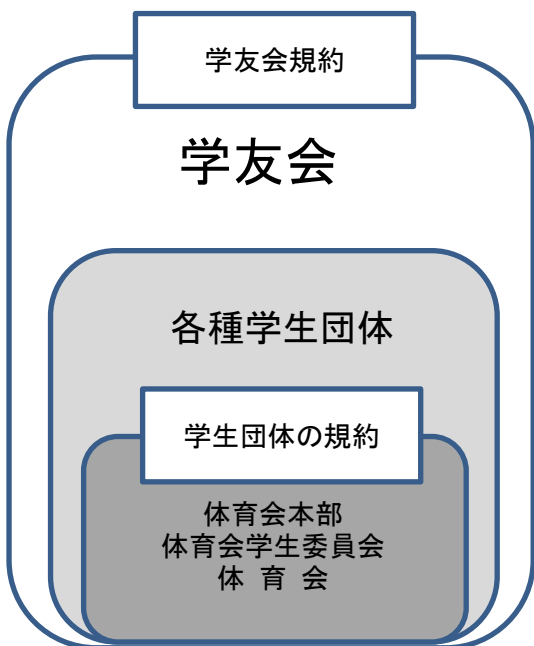 学友会規約
学友会
各種学生団体
学生団体の規約
体育会本部
体育会学生委員会
体 育 会